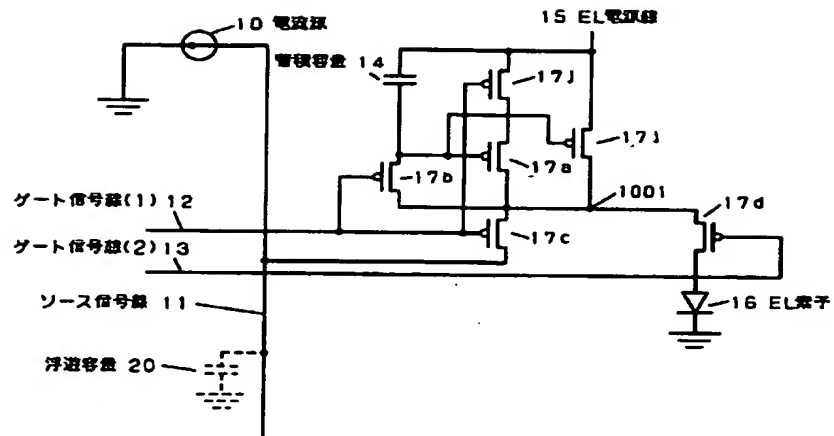 10 電流源
15 EL電源線
蓄積容量 14
17j
17i
17b
17a
1001
17d
ゲート信号線(1) 12
17c
ゲート信号線(2) 13
ソース信号線 11
16 EL素子
浮遊容量 20